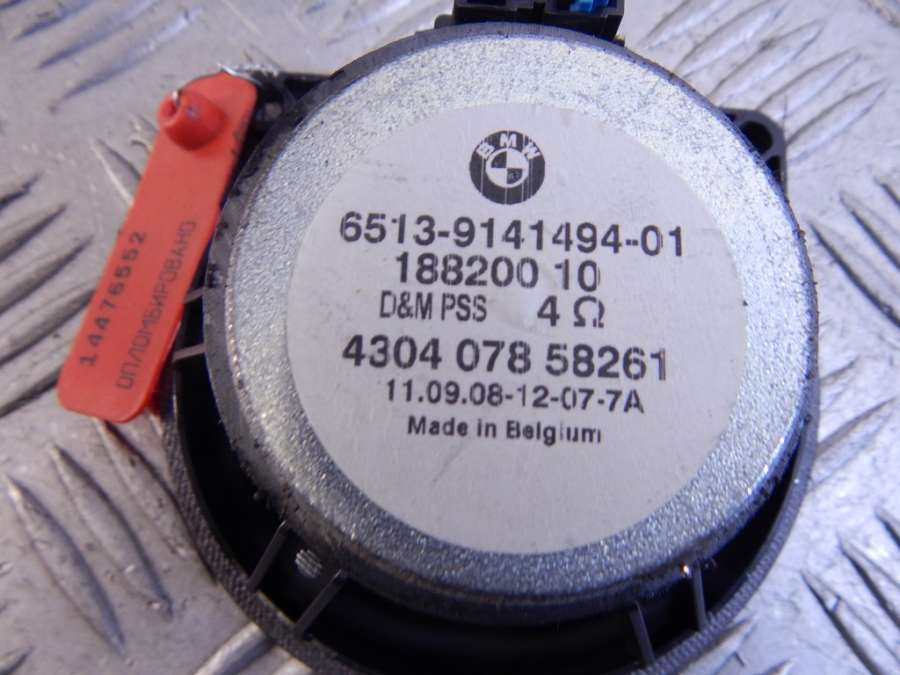 BMW
6513-9141494-01
188200 10
D&M PSS 4 Ω
4304 078 58261
11.09.08-12-07-7A
Made in Belgium
14476552
ОПЛОМБИРОВАНО